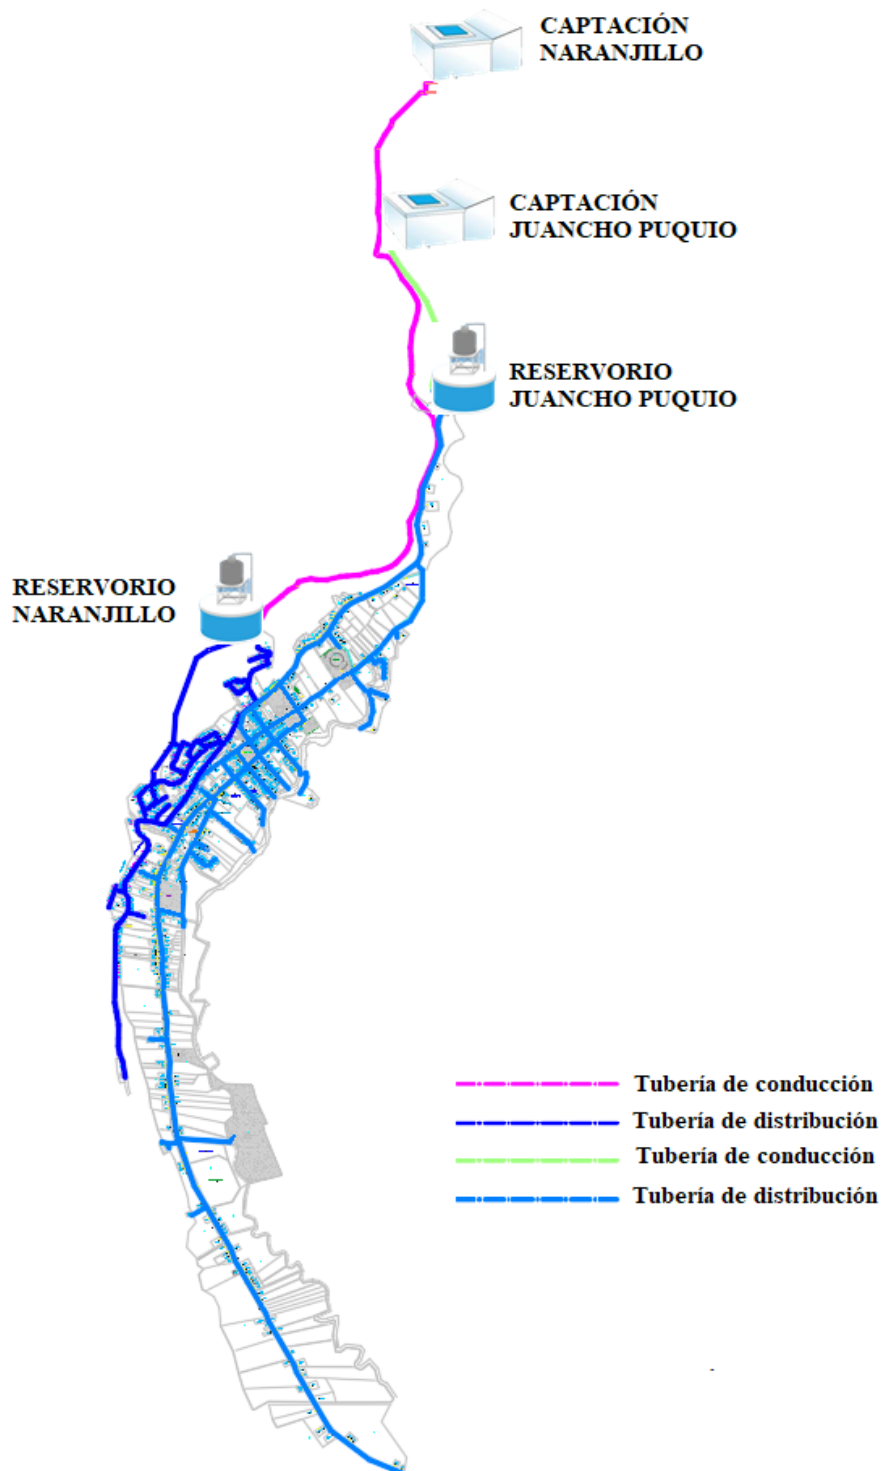 CAPTACIÓN
NARANJILLO
CAPTACIÓN
JUANCHO PUQUIO
RESERVORIO
JUANCHO PUQUIO
RESERVORIO
NARANJILLO
Tubería de conducción
Tubería de distribución
Tubería de conducción
Tubería de distribución